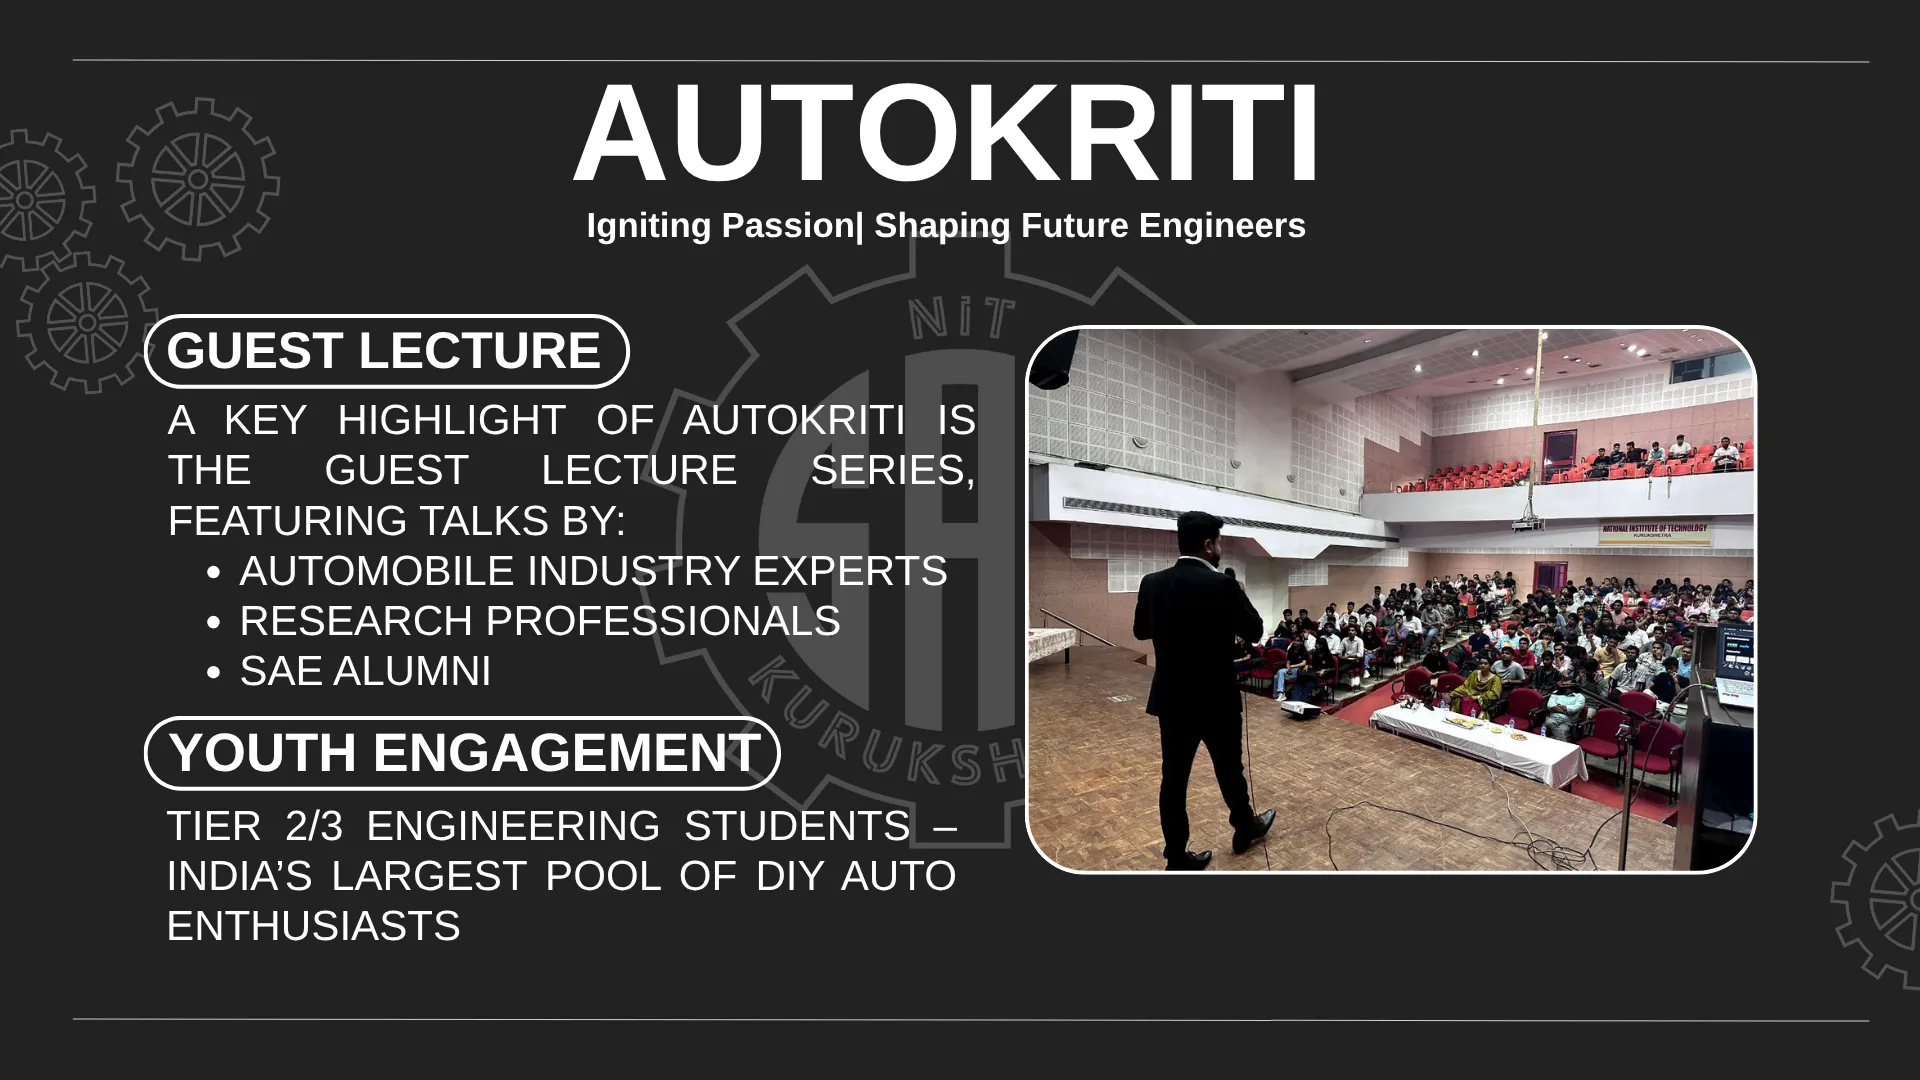 AUTOKRITI
Igniting Passion| Shaping Future Engineers
NiT
GUEST LECTURE
A KEY HIGHLIGHT OF AUTOKRITI IS
THE GUEST LECTURE SERIES,
FEATURING TALKS BY:
• AUTOMOBILE INDUSTRY EXPERTS
• RESEARCH PROFESSIONALS
• SAE ALUMNI
KURUKSH
YOUTH ENGAGEMENT
TIER 2/3 ENGINEERING STUDENTS –
INDIA’S LARGEST POOL OF DIY AUTO
ENTHUSIASTS
NATIONAL INSTITUTE OF TECHNOLOGY
KURUKSHETRA